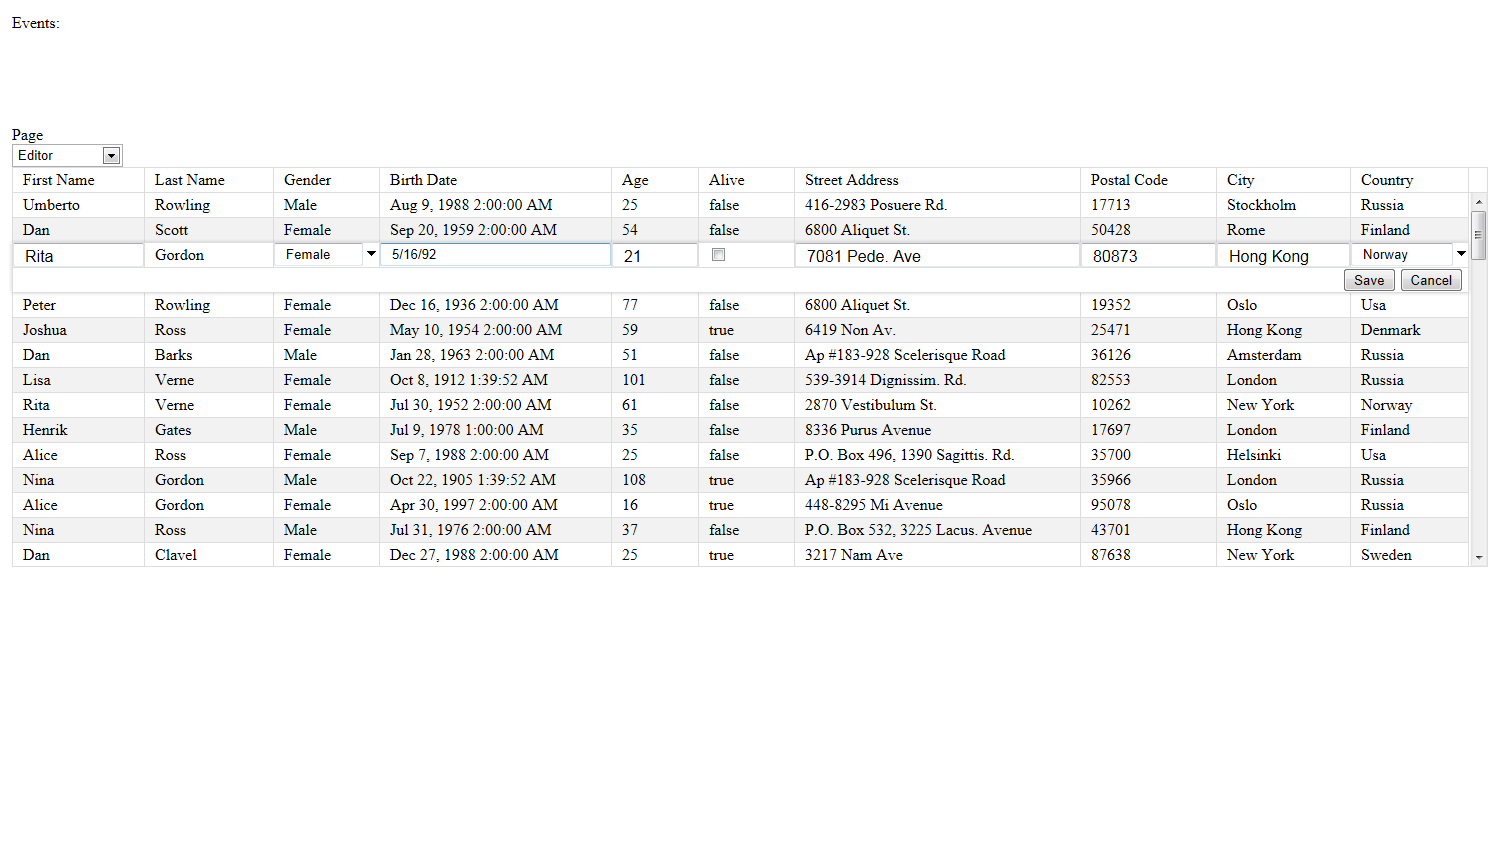 Events:
Page
Editor
First Name Last Name Gender Birth Date Age Alive Street Address Postal Code City Country
Umberto Rowling Male Aug 9, 1988 2:00:00 AM 25 false 416-2983 Posuere Rd. 17713 Stockholm Russia
Dan Scott Female Sep 20, 1959 2:00:00 AM 54 false 6800 Aliquet St. 50428 Rome Finland
Rita Gordon Female 5/16/92 21 7081 Pede. Ave 80873 Hong Kong Norway
Save Cancel
Peter Rowling Female Dec 16, 1936 2:00:00 AM 77 false 6800 Aliquet St. 19352 Oslo Usa
Joshua Ross Female May 10, 1954 2:00:00 AM 59 true 6419 Non Av. 25471 Hong Kong Denmark
Dan Barks Male Jan 28, 1963 2:00:00 AM 51 false Ap #183-928 Scelerisque Road 36126 Amsterdam Russia
Lisa Verne Female Oct 8, 1912 1:39:52 AM 101 false 539-3914 Dignissim. Rd. 82553 London Russia
Rita Verne Female Jul 30, 1952 2:00:00 AM 61 false 2870 Vestibulum St. 10262 New York Norway
Henrik Gates Male Jul 9, 1978 1:00:00 AM 35 false 8336 Purus Avenue 17697 London Finland
Alice Ross Female Sep 7, 1988 2:00:00 AM 25 false P.O. Box 496, 1390 Sagittis. Rd. 35700 Helsinki Usa
Nina Gordon Male Oct 22, 1905 1:39:52 AM 108 true Ap #183-928 Scelerisque Road 35966 London Russia
Alice Gordon Female Apr 30, 1997 2:00:00 AM 16 true 448-8295 Mi Avenue 95078 Oslo Russia
Nina Ross Male Jul 31, 1976 2:00:00 AM 37 false P.O. Box 532, 3225 Lacus. Avenue 43701 Hong Kong Finland
Dan Clavel Female Dec 27, 1988 2:00:00 AM 25 true 3217 Nam Ave 87638 New York Sweden